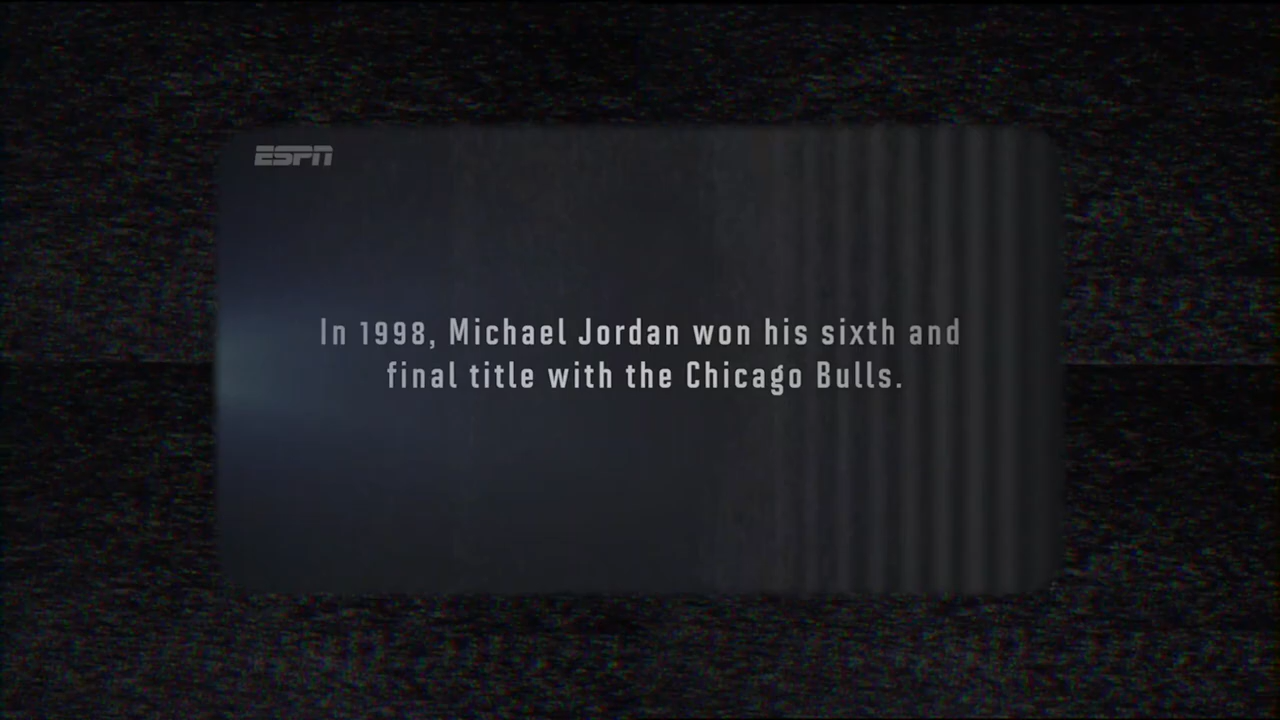 ESPN
In 1998, Michael Jordan won his sixth and
final title with the Chicago Bulls.